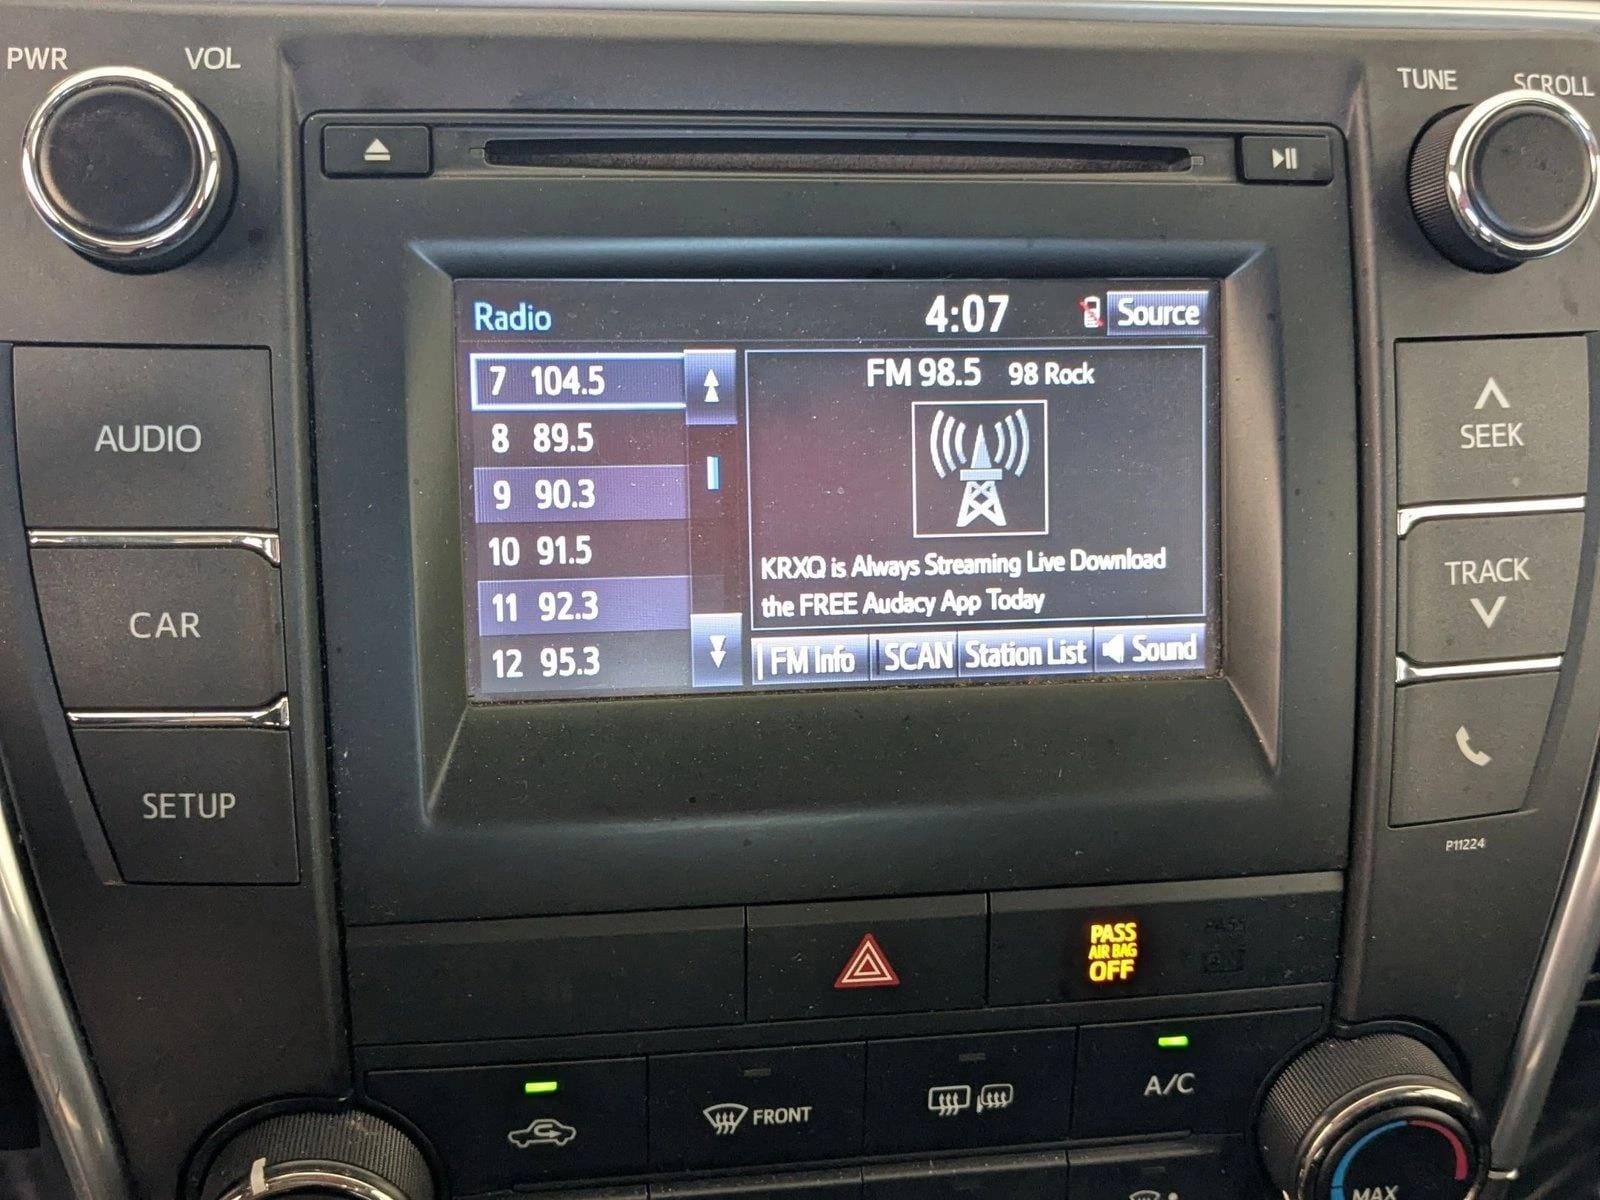 PWR VOL
TUNE SCROLL
Radio 4:07 Source
7 104.5
8 89.5
9 90.3
10 91.5
11 92.3
12 95.3
FM 98.5 98 Rock
KRXQ is Always Streaming Live Download
the FREE Audacy App Today
FM Info SCAN Station List Sound
AUDIO
CAR
SETUP
SEEK
TRACK
P11224
PASS
AIR BAG
OFF
PASS
ON
FRONT
A/C
MAX